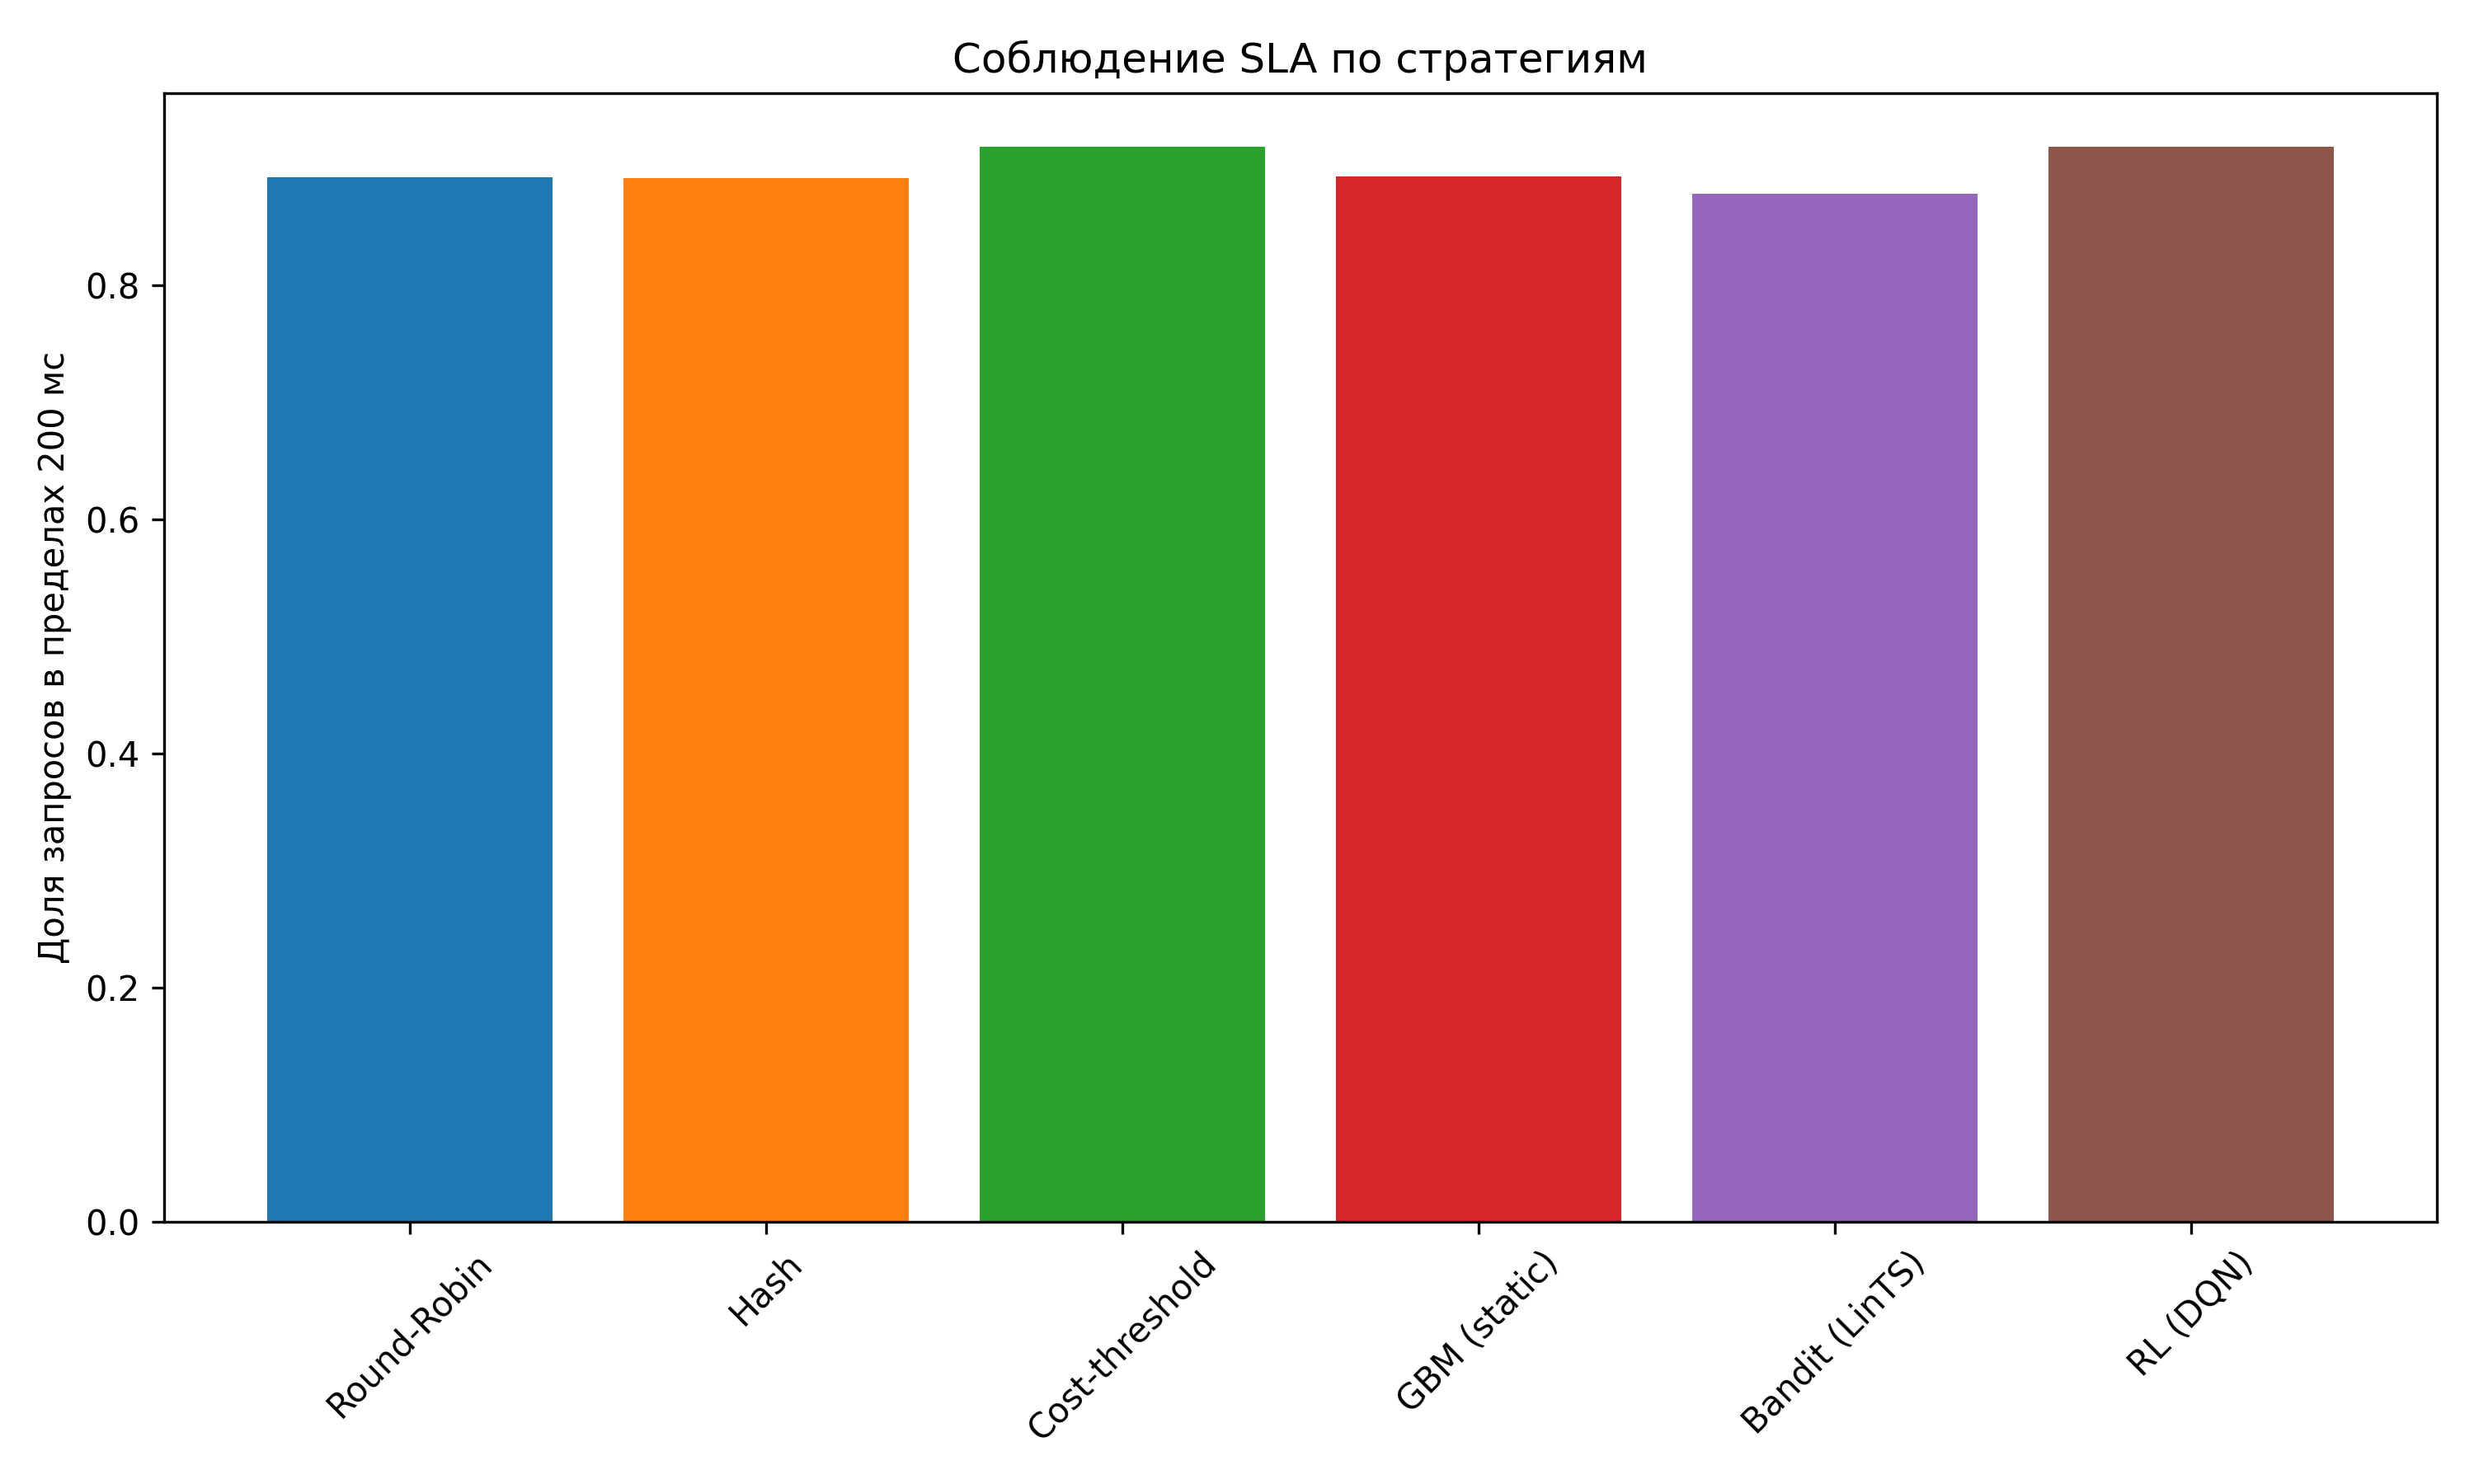 Соблюдение SLA по стратегиям
Доля запросов в пределах 200 мс
0.8
0.6
0.4
0.2
0.0
Round-Robin
Hash
Cost-threshold
GBM (static)
Bandit (LinTS)
RL (DQN)